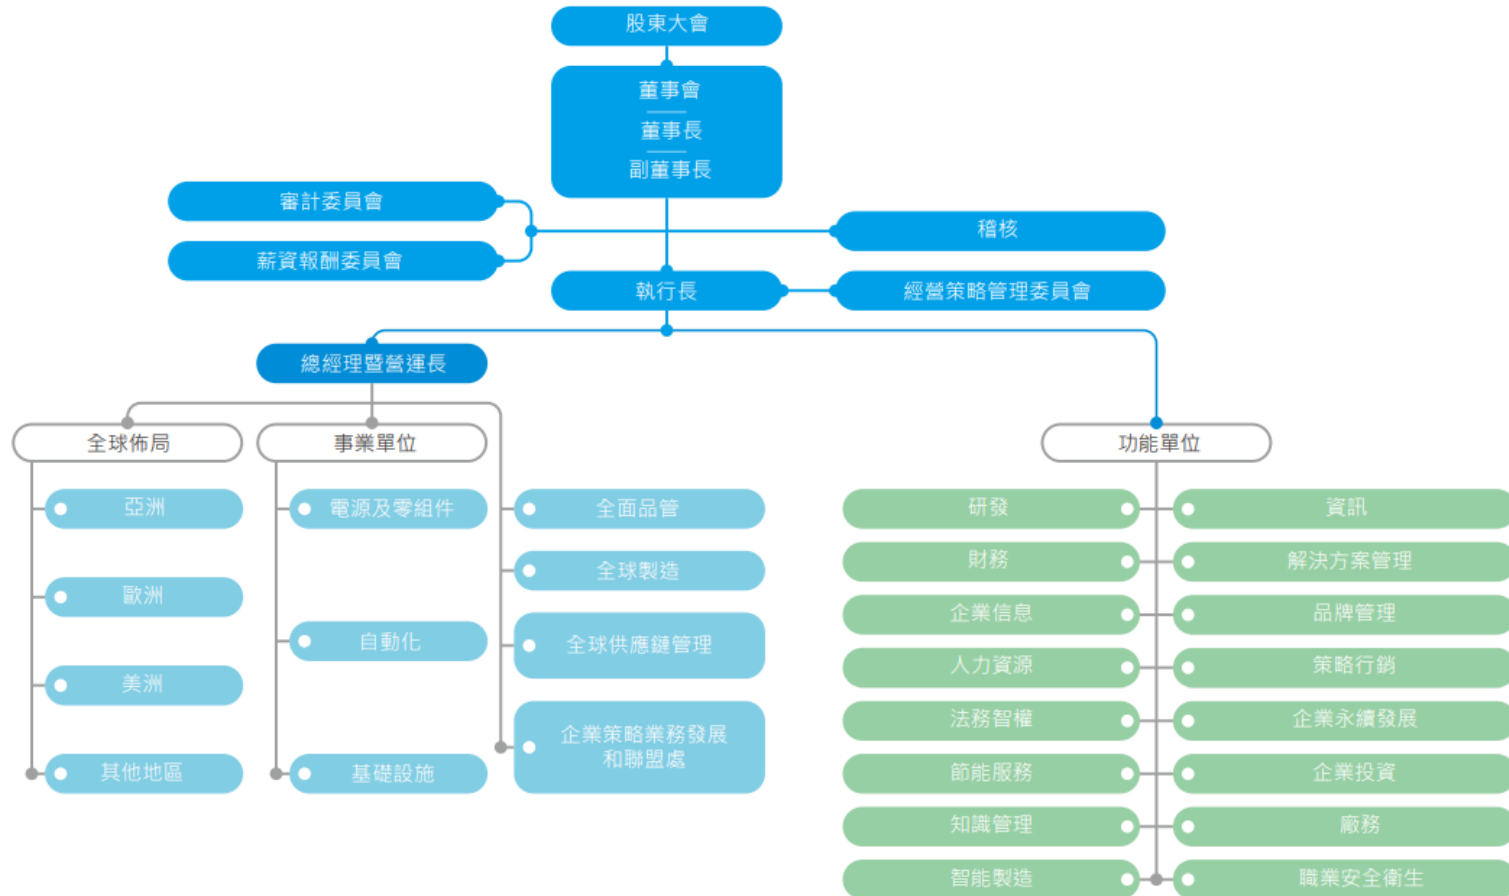 股東大會
董事會
董事長
副董事長
審計委員會
薪資報酬委員會
稽核
執行長
經營策略管理委員會
總經理暨營運長
全球佈局
事業單位
功能單位
亞洲
歐洲
美洲
其他地區
電源及零組件
自動化
基礎設施
全面品管
全球製造
全球供應鏈管理
企業策略業務發展
和聯盟處
研發
資訊
財務
解決方案管理
企業信息
品牌管理
人力資源
策略行銷
法務智權
企業永續發展
節能服務
企業投資
知識管理
廠務
智能製造
職業安全衛生